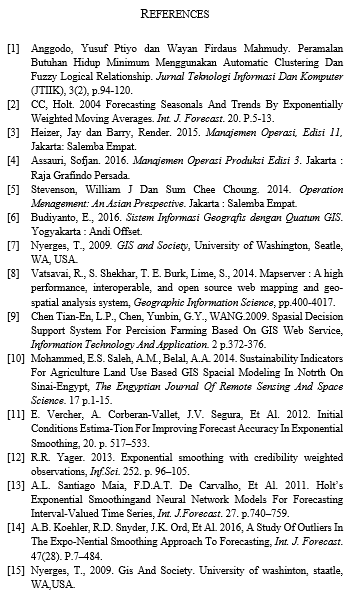 REFERENCES
[1] Anggodo, Yusuf Ptiyo dan Wayan Firdaus Mahmudy. Peramalan
Butuhan Hidup Minimum Menggunakan Automatic Clustering Dan
Fuzzy Logical Relationship. Jurnal Teknologi Informasi Dan Komputer
(JTIIK), 3(2), p.94-120.
[2] CC, Holt. 2004 Forecasting Seasonals And Trends By Exponentially
Weighted Moving Averages. Int. J. Forecast. 20. P.5-13.
[3] Heizer, Jay dan Barry, Render. 2015. Manajemen Operasi, Edisi 11,
Jakarta: Salemba Empat.
[4] Assauri, Sofjan. 2016. Manajemen Operasi Produksi Edisi 3. Jakarta :
Raja Grafindo Persada.
[5] Stevenson, William J Dan Sum Chee Choung. 2014. Operation
Menagement: An Asian Prespective. Jakarta : Salemba Empat.
[6] Budiyanto, E., 2016. Sistem Informasi Geografis dengan Quatum GIS.
Yogyakarta : Andi Offset.
[7] Nyerges, T., 2009. GIS and Society, University of Washington, Seatle,
WA, USA.
[8] Vatsavai, R., S. Shekhar, T. E. Burk, Lime, S., 2014. Mapserver : A high
performance, interoperable, and open source web mapping and geo-
spatial analysis system, Geographic Information Science, pp.400-4017.
[9] Chen Tian-En, L.P., Chen, Yunbin, G.Y., WANG.2009. Spasial Decision
Support System For Percision Farming Based On GIS Web Service,
Information Technology And Application. 2 p.372-376.
[10] Mohammed, E.S. Saleh, A.M., Belal, A.A. 2014. Sustainability Indicators
For Agriculture Land Use Based GIS Spacial Modeling In Notrth On
Sinai-Engypt, The Engyptian Journal Of Remote Sensing And Space
Science. 17 p.1-15.
[11] E. Vercher, A. Corberan-Vallet, J.V. Segura, Et Al. 2012. Initial
Conditions Estima-Tion For Improving Forecast Accuracy In Exponential
Smoothing, 20. p. 517–533.
[12] R.R. Yager. 2013. Exponential smoothing with credibility weighted
observations, Inf.Sci. 252. p. 96–105.
[13] A.L. Santiago Maia, F.D.A.T. De Carvalho, Et Al. 2011. Holt’s
Exponential Smoothingand Neural Network Models For Forecasting
Interval-Valued Time Series, Int. J.Forecast. 27. p.740–759.
[14] A.B. Koehler, R.D. Snyder, J.K. Ord, Et Al. 2016, A Study Of Outliers In
The Expo-Nential Smoothing Approach To Forecasting, Int. J. Forecast.
47(28). P.7–484.
[15] Nyerges, T., 2009. Gis And Society. University of washinton, staatle,
WA,USA.